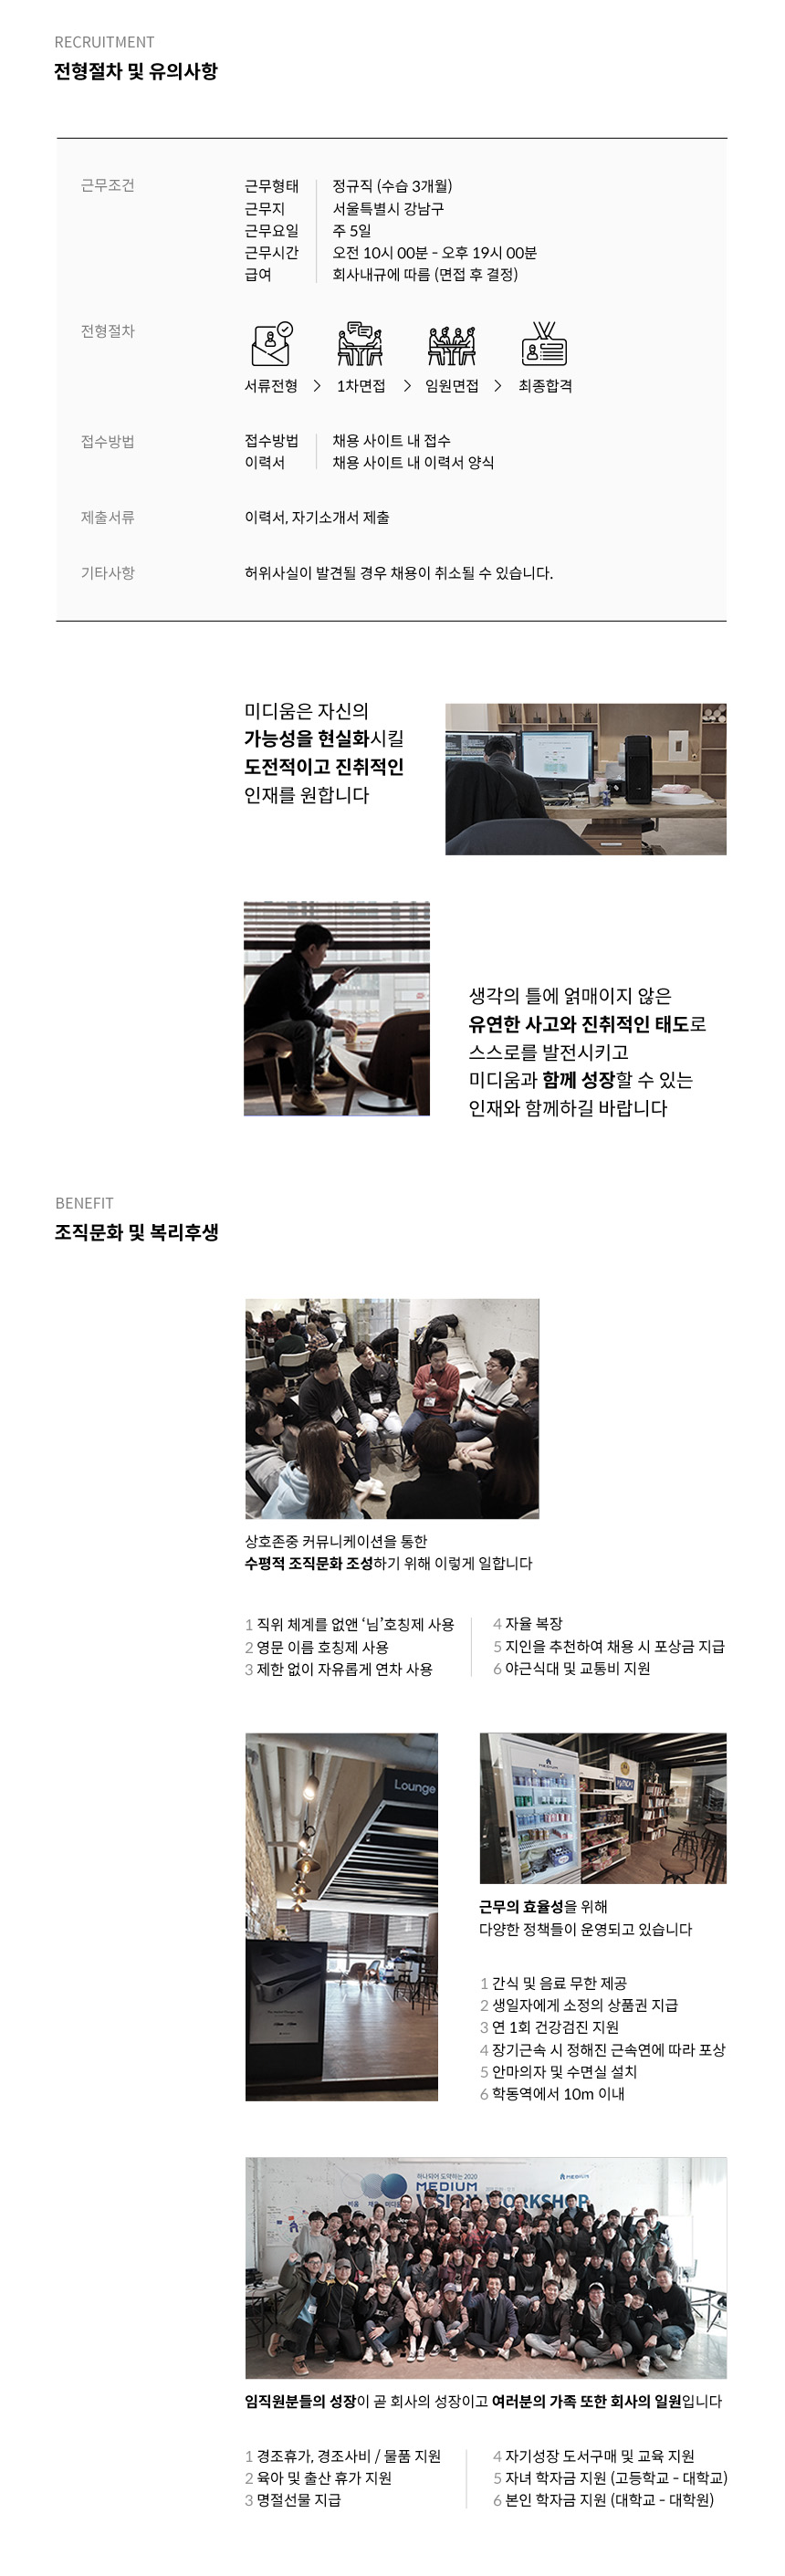 RECRUITMENT
전형절차 및 유의사항
근무조건
근무형태 정규직 (수습 3개월)
근무지 서울특별시 강남구
근무요일 주 5일
근무시간 오전 10시 00분 - 오후 19시 00분
급여 회사내규에 따름 (면접 후 결정)
전형절차
서류전형 > 1차면접 > 임원면접 > 최종합격
접수방법
접수방법 채용 사이트 내 접수
이력서 채용 사이트 내 이력서 양식
제출서류 이력서, 자기소개서 제출
기타사항 허위사실이 발견될 경우 채용이 취소될 수 있습니다.
미디움은 자신의
가능성을 현실화시킬
도전적이고 진취적인
인재를 원합니다
생각의 틀에 얽매이지 않은
유연한 사고와 진취적인 태도로
스스로를 발전시키고
미디움과 함께 성장할 수 있는
인재와 함께하길 바랍니다
BENEFIT
조직문화 및 복리후생
상호존중 커뮤니케이션을 통한
수평적 조직문화 조성하기 위해 이렇게 일합니다
1 직위 체계를 없앤 ‘님’호칭제 사용
2 영문 이름 호칭제 사용
3 제한 없이 자유롭게 연차 사용
4 자율 복장
5 지인을 추천하여 채용 시 포상금 지급
6 야근식대 및 교통비 지원
Lounge
MEDIUM
근무의 효율성을 위해
다양한 정책들이 운영되고 있습니다
1 간식 및 음료 무한 제공
2 생일자에게 소정의 상품권 지급
3 연 1회 건강검진 지원
4 장기근속 시 정해진 근속연에 따라 포상
5 안마의자 및 수면실 설치
6 학동역에서 10m 이내
하나되어 도약하는 2020
MEDIUM
VISION WORKSHOP
MEDIUM
임직원분들의 성장이 곧 회사의 성장이고 여러분의 가족 또한 회사의 일원입니다
1 경조휴가, 경조사비 / 물품 지원
2 육아 및 출산 휴가 지원
3 명절선물 지급
4 자기성장 도서구매 및 교육 지원
5 자녀 학자금 지원 (고등학교 - 대학교)
6 본인 학자금 지원 (대학교 - 대학원)